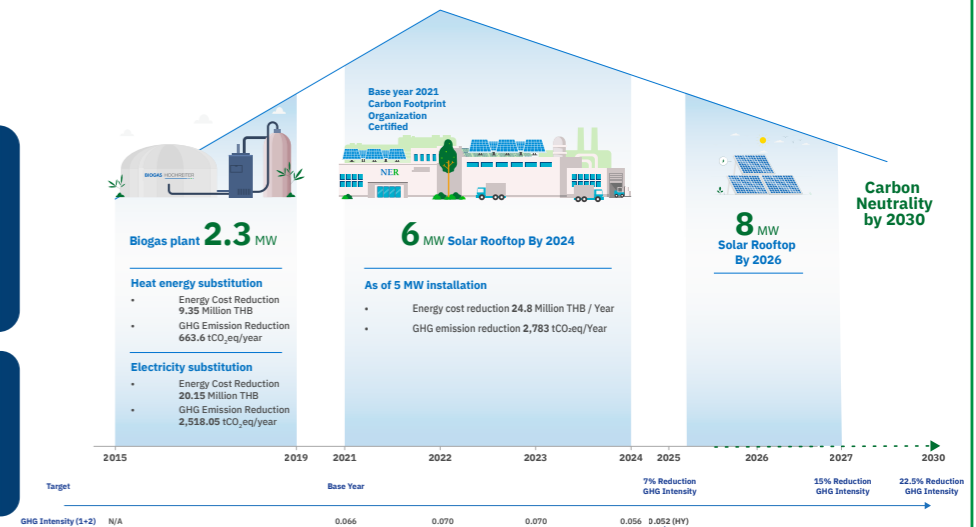 Base year 2021
Carbon Footprint
Organization
Certified
BIOGAS HOCHREITER
NER
Carbon
Neutrality
by 2030
Biogas plant 2.3 MW
6 MW Solar Rooftop By 2024
8 MW
Solar Rooftop
By 2026
Heat energy substitution
• Energy Cost Reduction
9.35 Million THB
• GHG Emission Reduction
663.6 tCO₂eq/year
Electricity substitution
• Energy Cost Reduction
20.15 Million THB
• GHG Emission Reduction
2,518.05 tCO₂eq/year
As of 5 MW installation
• Energy cost reduction 24.8 Million THB / Year
• GHG emission reduction 2,783 tCO₂eq/Year
2015 2019 2021 2022 2023 2024 2025 2026 2027 2030
Target Base Year 7% Reduction 15% Reduction 22.5% Reduction
GHG Intensity GHG Intensity GHG Intensity
GHG Intensity (1+2) N/A 0.066 0.070 0.070 0.056 0.052 (HY)